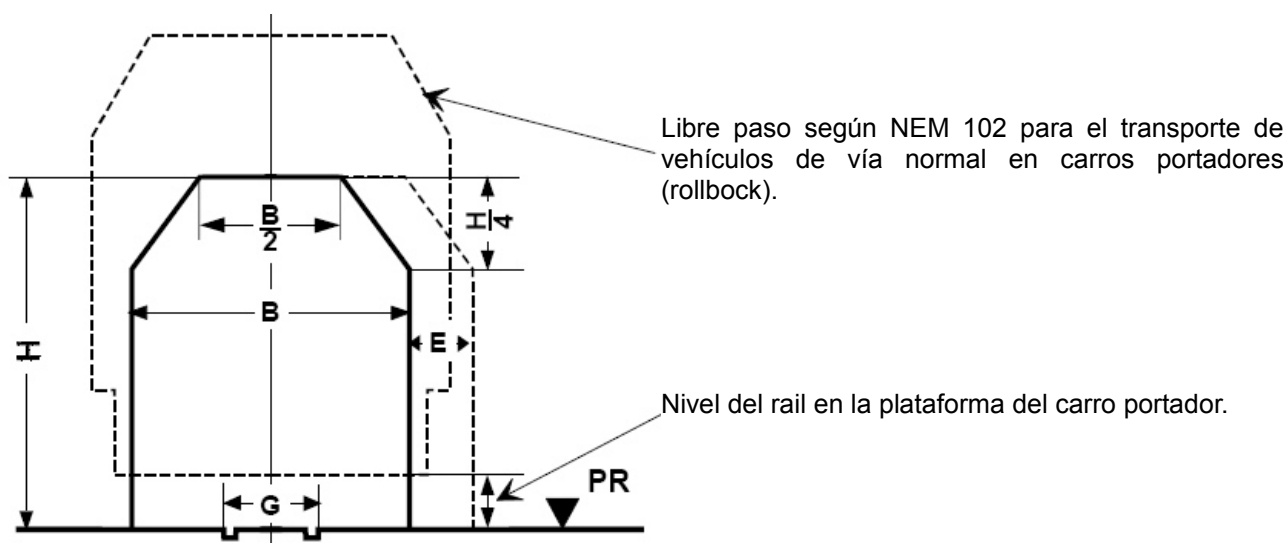 Libre paso según NEM 102 para el transporte de
vehículos de vía normal en carros portadores
(rollbock).
B
2
H
4
B
H
E
Nivel del rail en la plataforma del carro portador.
PR
G